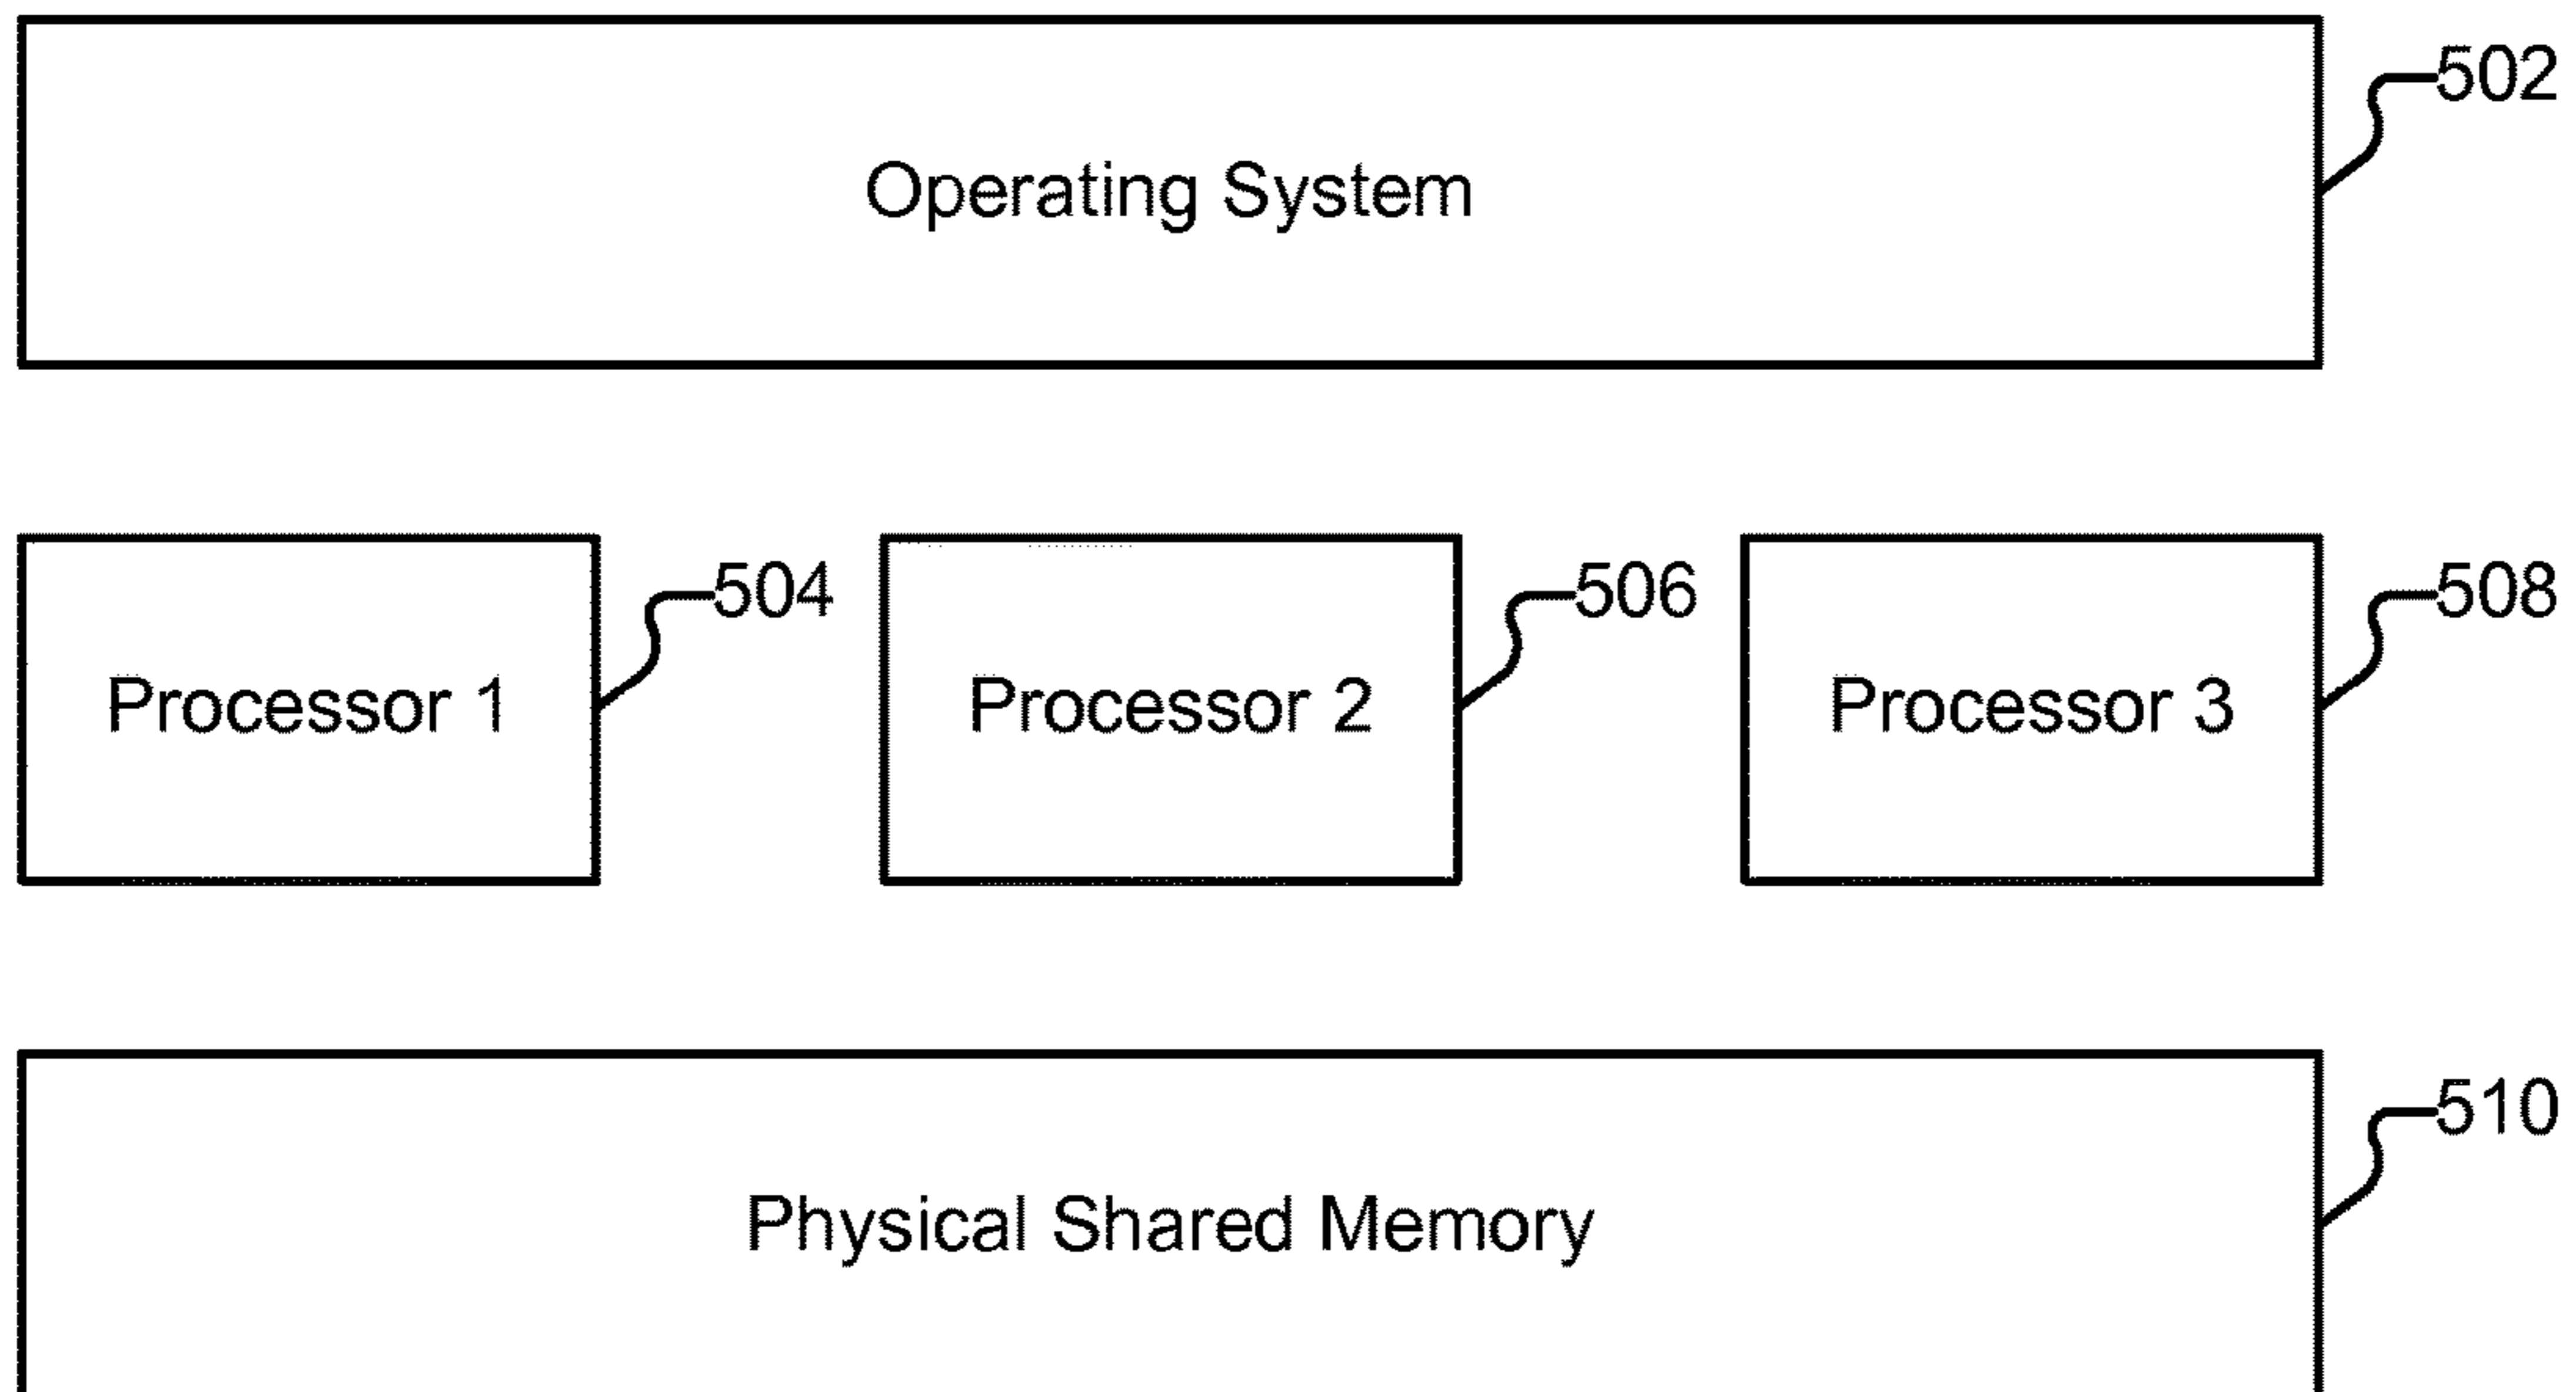 502
Operating System
504
506
508
Processor 1
Processor 2
Processor 3
510
Physical Shared Memory